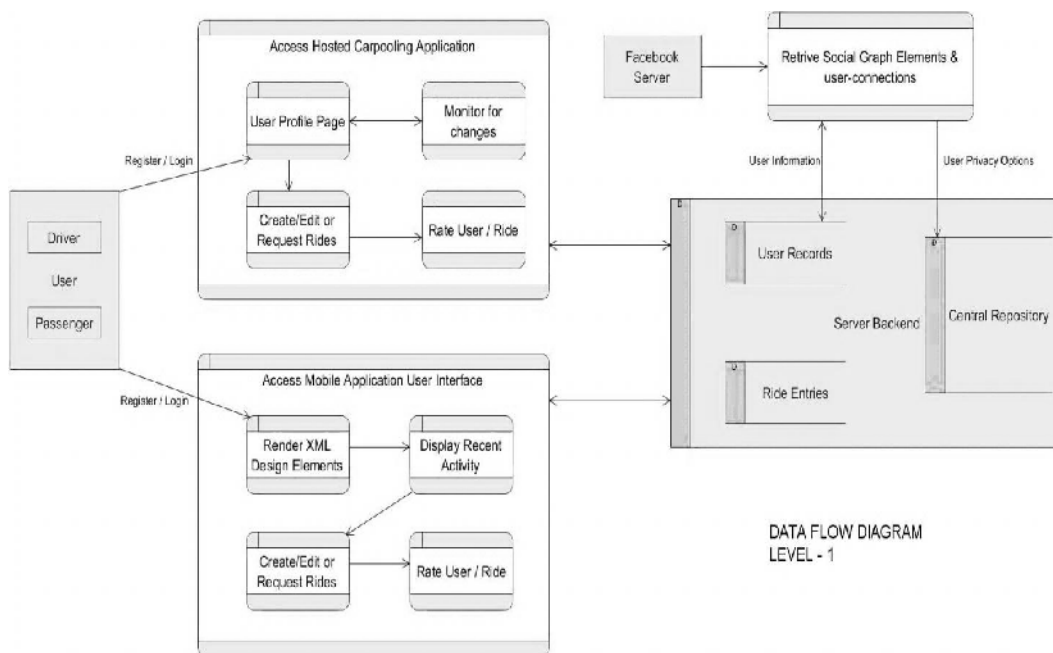 Access Hosted Carpooling Application
User Profile Page
Monitor for
changes
Create/Edit or
Request Rides
Rate User / Ride
Facebook
Server
Retrive Social Graph Elements &
user-connections
User Information
User Privacy Options
Register / Login
Driver
User
Passenger
Register / Login
D
D
User Records
D
Central Repository
Server Backend
D
Ride Entries
Access Mobile Application User Interface
Render XML
Design Elements
Display Recent
Activity
Create/Edit or
Request Rides
Rate User / Ride
DATA FLOW DIAGRAM
LEVEL - 1